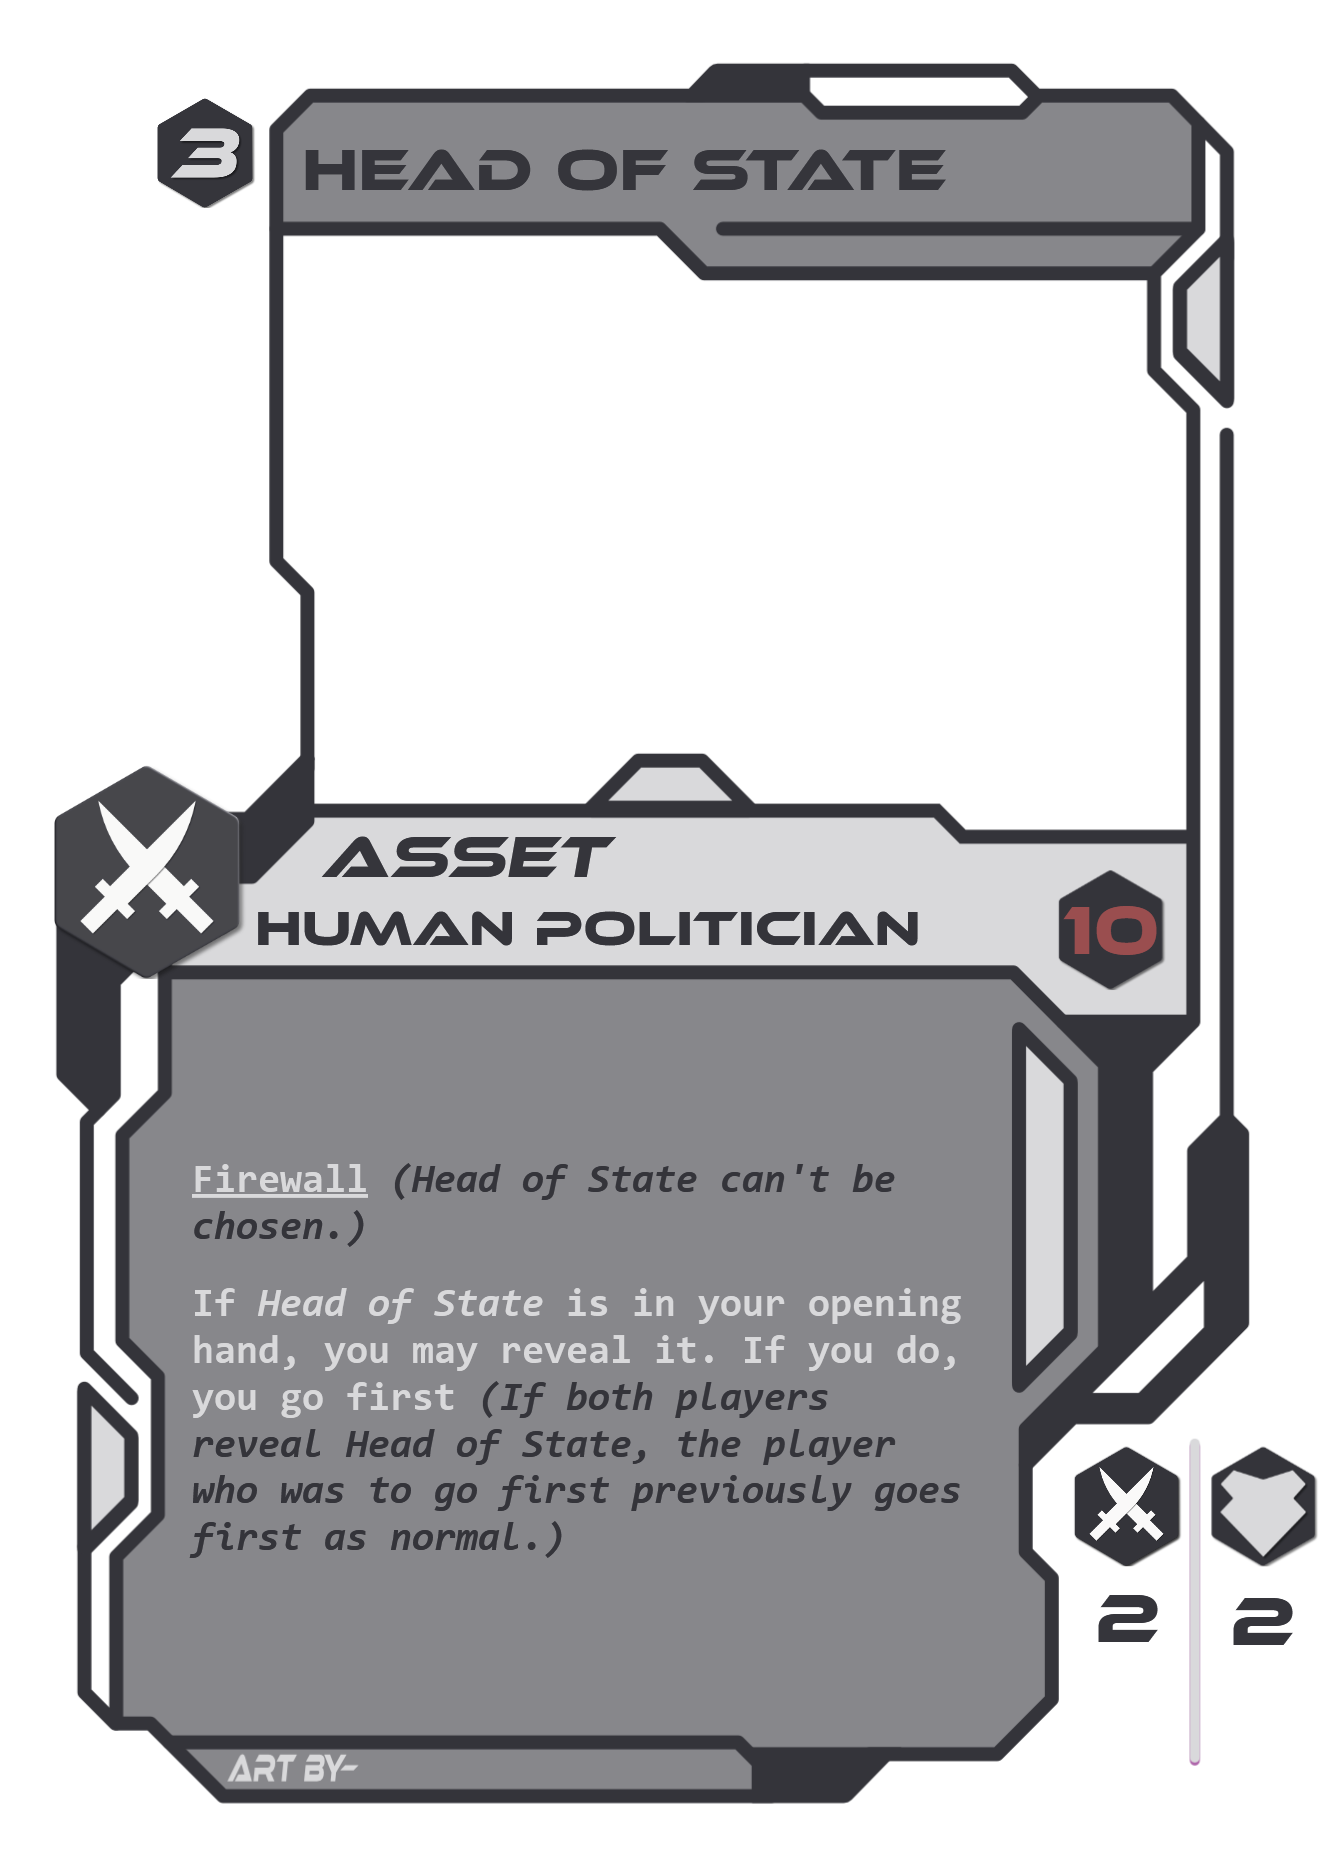 3
HEAD OF STATE
ASSET
HUMAN POLITICIAN
10
Firewall (Head of State can't be
chosen.)
If Head of State is in your opening
hand, you may reveal it. If you do,
you go first (If both players
reveal Head of State, the player
who was to go first previously goes
first as normal.)
2
2
ART BY-